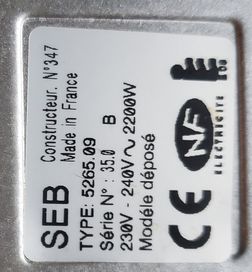 SEB
Constructeur. N°347
Made in France
TYPE: 5265.09
Série N° : 35.0 B
230V - 240V ~ 2200W
Modèle déposé
CE
NF
ELECTRICITE